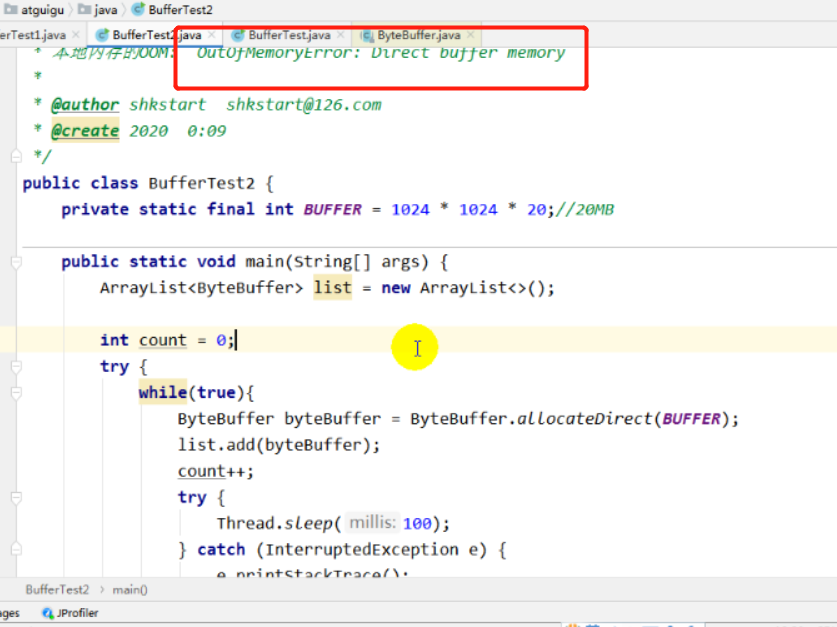 atguigu java BufferTest2
erTest1.java BufferTest2.java BufferTest.java ByteBuffer.java
* 本地内存的OOM: OutOfMemoryError: Direct buffer memory
*
* @author shkstart shkstart@126.com
* @create 2020 0:09
*/
public class BufferTest2 {
private static final int BUFFER = 1024 * 1024 * 20;//20MB
public static void main(String[] args) {
ArrayList<ByteBuffer> list = new ArrayList<>();
int count = 0;
try {
while(true){
ByteBuffer byteBuffer = ByteBuffer.allocateDirect(BUFFER);
list.add(byteBuffer);
count++;
try {
Thread.sleep( millis: 100);
} catch (InterruptedException e) {
e.printStackTrace();
BufferTest2 main()
ages JProfiler